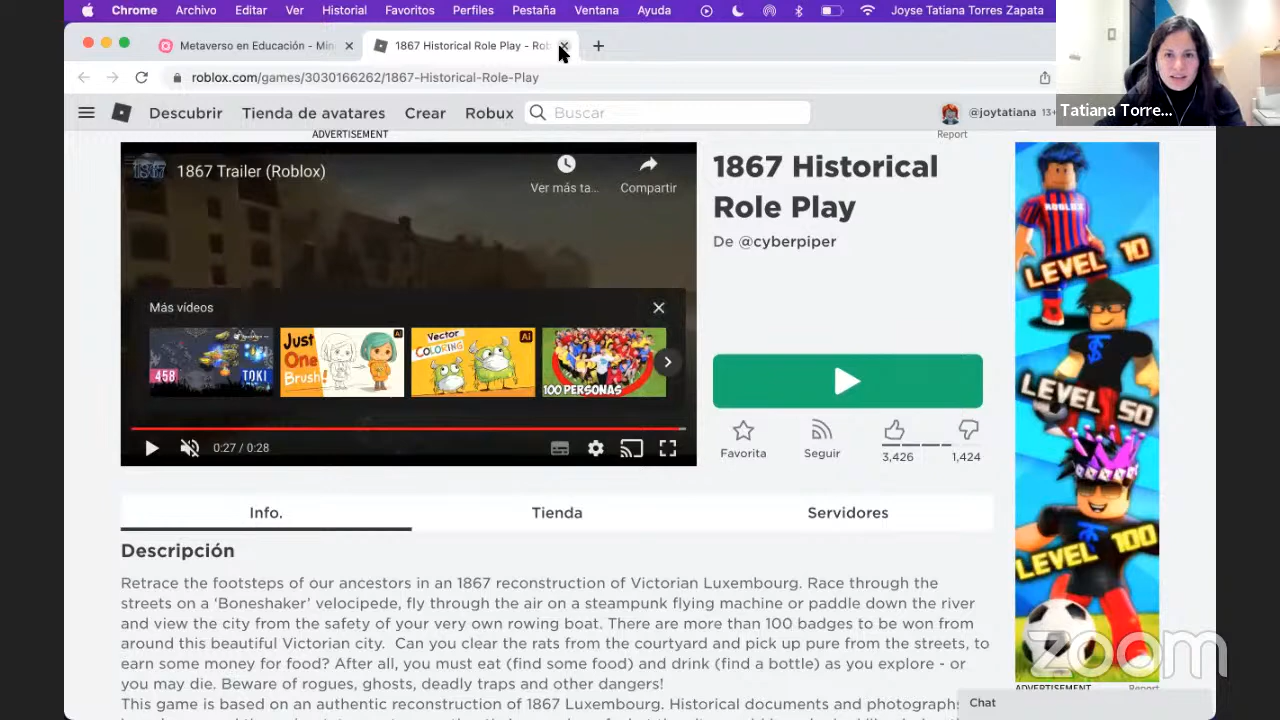 Chrome Archivo Editar Ver Historial Favoritos Perfiles Pestaña Ventana Ayuda Joyse Tatiana Torres Zapata
Metaverso en Educación - Min
1867 Historical Role Play - Rob
roblox.com/games/3030166262/1867-Historical-Role-Play
Tatiana Torre...
Descubrir Tienda de avatares Crear Robux Buscar @joytatiana 13+
ADVERTISEMENT
Report
1867
1867 Trailer (Roblox)
Ver más ta... Compartir
1867 Historical
Role Play
De @cyberpiper
Más vídeos
458 TOKI
Just
One
Brush
Ai
Vector
COLORING
Ai
100 PERSONAS
0:27 / 0:28
Favorita Seguir 3,426 1,424
ROBLOX
LEVEL 10
LEVEL 50
LEVEL 100
Info. Tienda Servidores
Descripción
Retrace the footsteps of our ancestors in an 1867 reconstruction of Victorian Luxembourg. Race through the
streets on a ‘Boneshaker’ velocipede, fly through the air on a steampunk flying machine or paddle down the river
and view the city from the safety of your very own rowing boat. There are more than 100 badges to be won from
around this beautiful Victorian city. Can you clear the rats from the courtyard and pick up pure from the streets, to
earn some money for food? After all, you must eat (find some food) and drink (find a bottle) as you explore - or
you may die. Beware of rogues, ghosts, deadly traps and other dangers!
This game is based on an authentic reconstruction of 1867 Luxembourg. Historical documents and photographs
ADVERTISEMENT Report
zoom
Chat